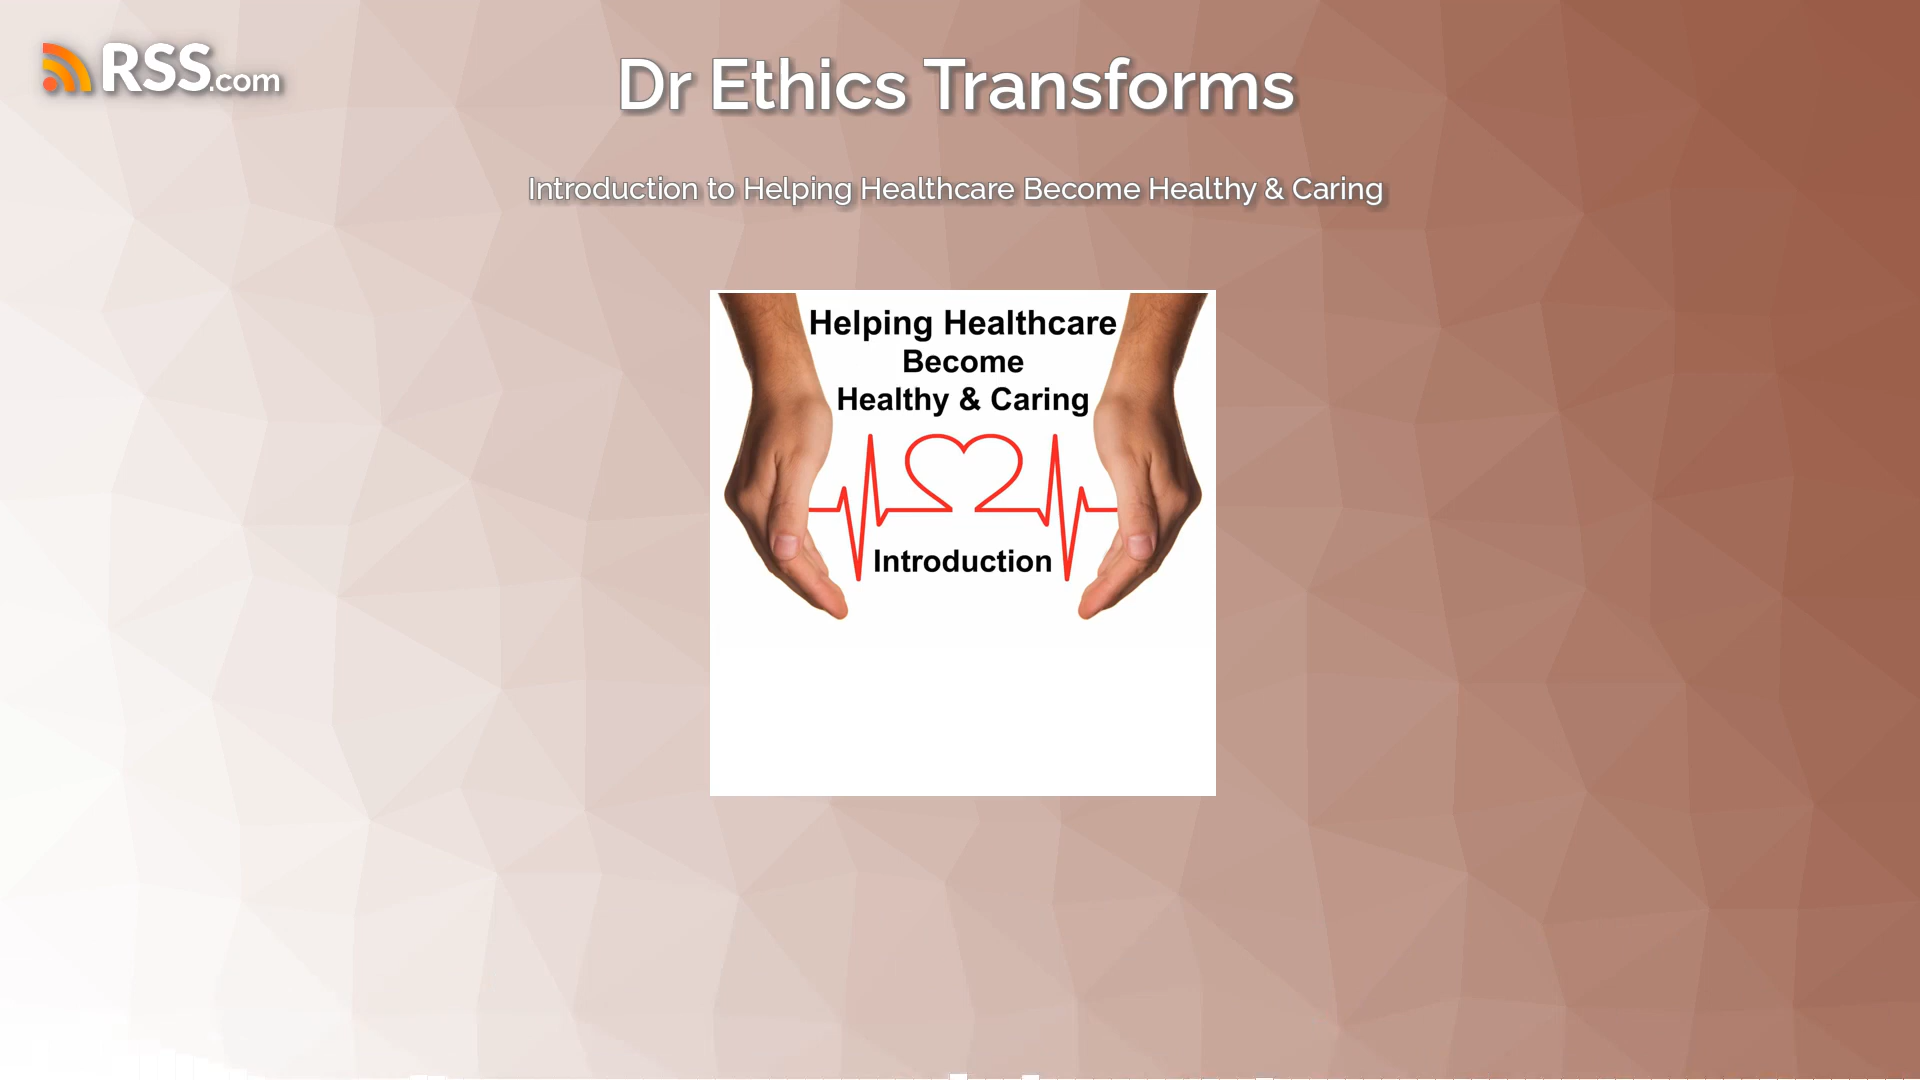 RSS.com
Dr Ethics Transforms
Introduction to Helping Healthcare Become Healthy & Caring
Helping Healthcare
Become
Healthy & Caring
Introduction